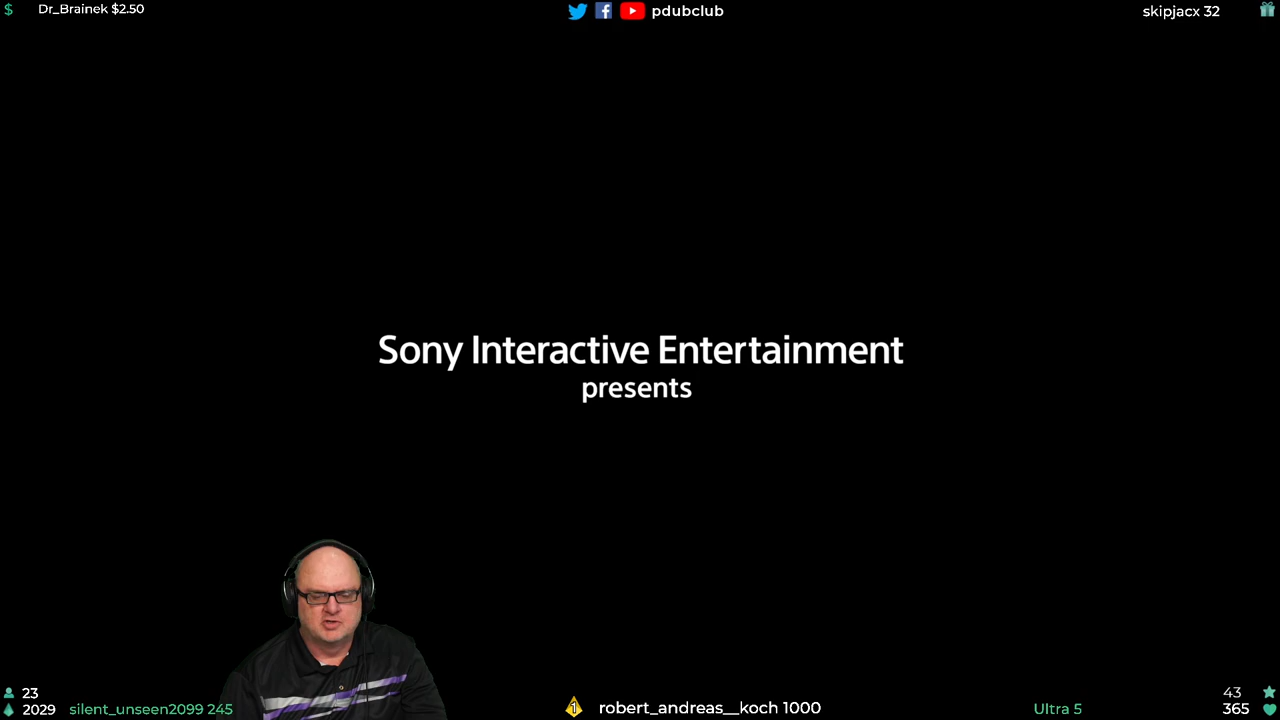 $ Dr_Brainek $2.50
pdubclub
skipjacx 32
Sony Interactive Entertainment
presents
23
2029 silent_unseen2099 245
1 robert_andreas__koch 1000
43
Ultra 5 365